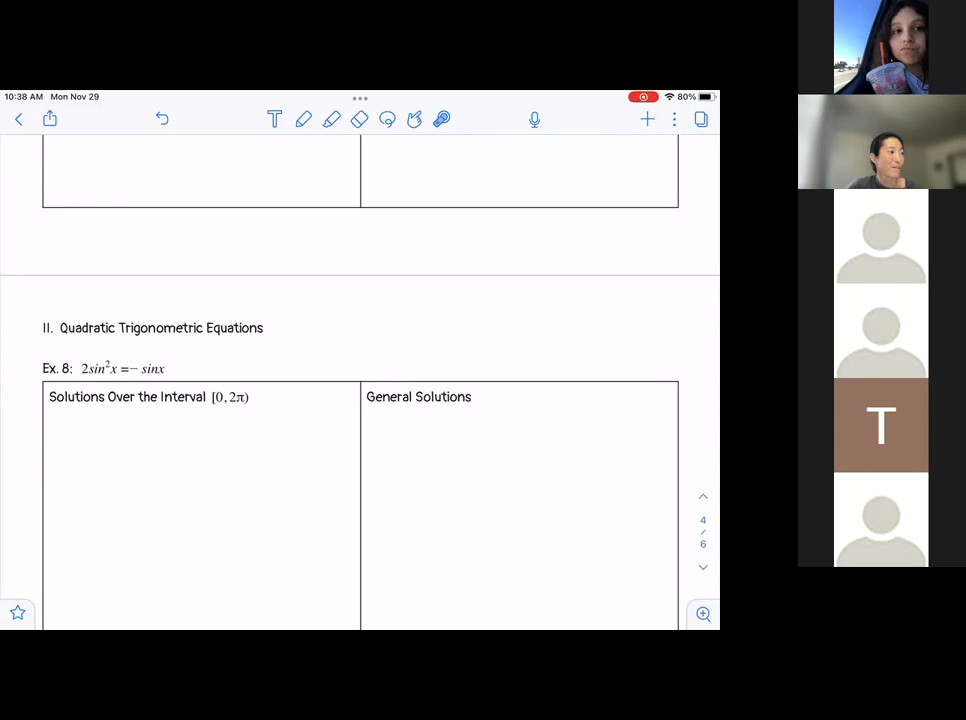 10:38 AM Mon Nov 29
80%
T
II. Quadratic Trigonometric Equations
Ex. 8: 2sin²x =− sinx
Solutions Over the Interval [0, 2π)
General Solutions
4
/
6
T